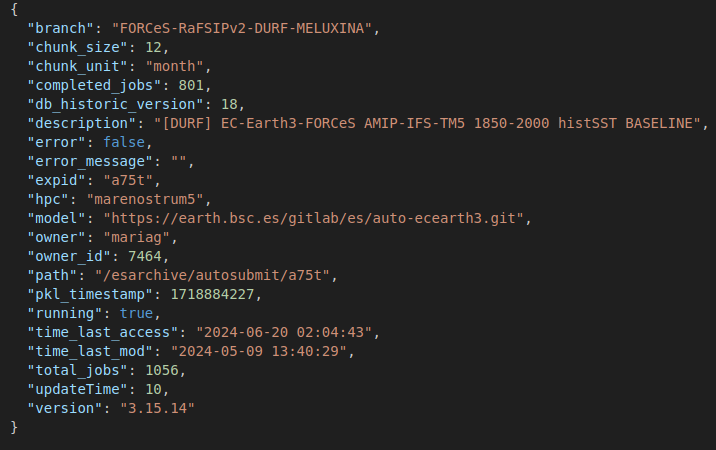 {
"branch": "FORCeS-RaFSIPv2-DURF-MELUXINA",
"chunk_size": 12,
"chunk_unit": "month",
"completed_jobs": 801,
"db_historic_version": 18,
"description": "[DURF] EC-Earth3-FORCeS AMIP-IFS-TM5 1850-2000 histSST BASELINE",
"error": false,
"error_message": "",
"expid": "a75t",
"hpc": "marenostrum5",
"model": "https://earth.bsc.es/gitlab/es/auto-ecearth3.git",
"owner": "mariag",
"owner_id": 7464,
"path": "/esarchive/autosubmit/a75t",
"pkl_timestamp": 1718884227,
"running": true,
"time_last_access": "2024-06-20 02:04:43",
"time_last_mod": "2024-05-09 13:40:29",
"total_jobs": 1056,
"updateTime": 10,
"version": "3.15.14"
}